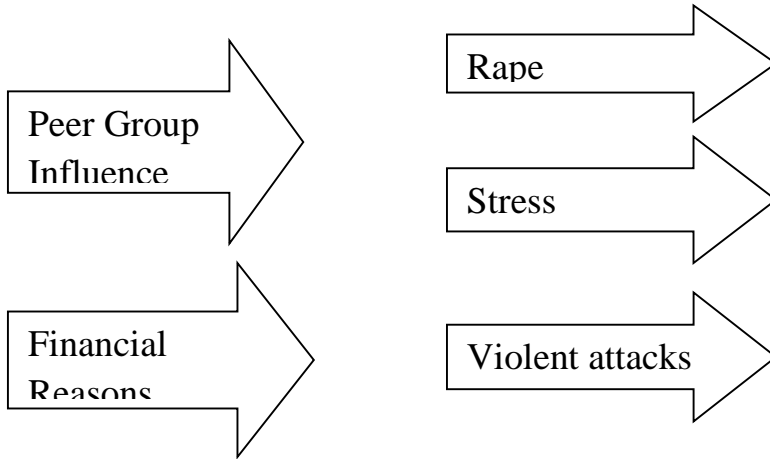 Peer Group
Influence
Financial
Reasons
Rape
Stress
Violent attacks